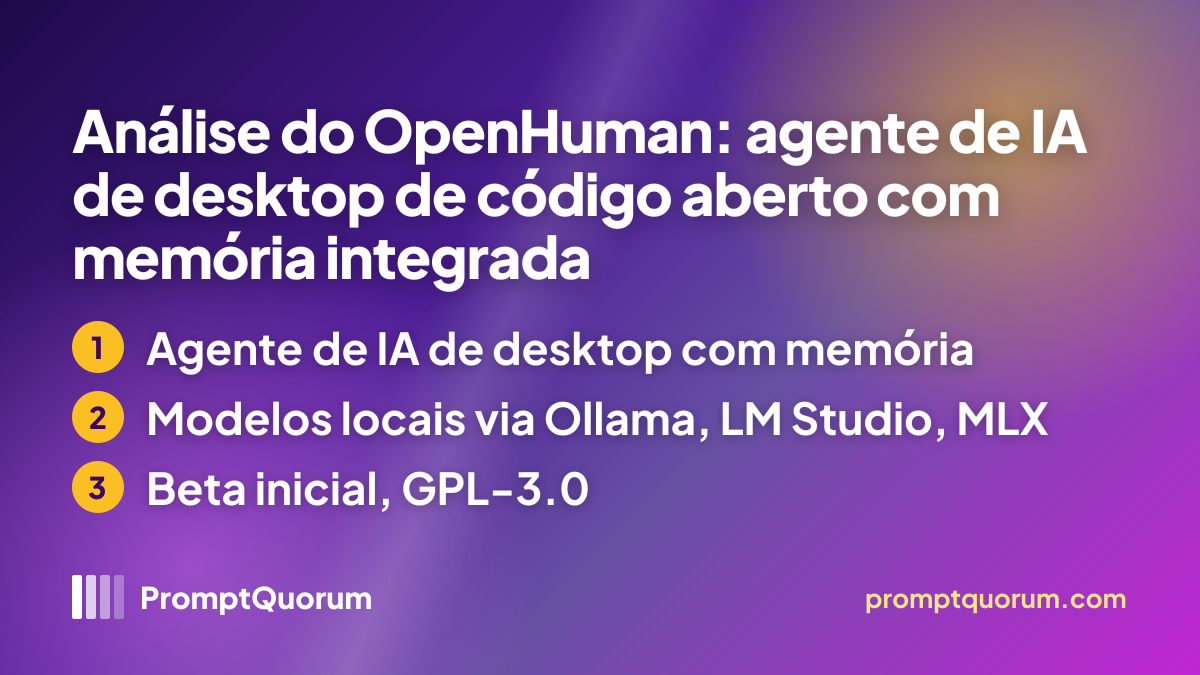 Análise do OpenHuman: agente de IA
de desktop de código aberto com
memória integrada
1 Agente de IA de desktop com memória
2 Modelos locais via Ollama, LM Studio, MLX
3 Beta inicial, GPL-3.0
PromptQuorum
promptquorum.com